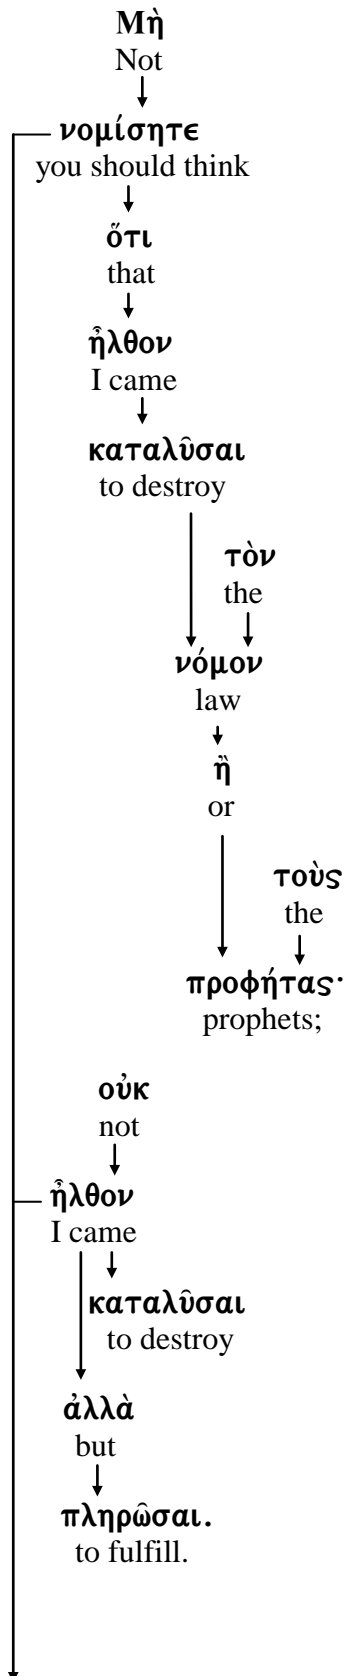 Μὴ
Not
νομίσητε
you should think
ὅτι
that
ἦλθον
I came
καταλῦσαι
to destroy
τὸν
the
νόμον
law
ἢ
or
τοὺς
the
προφήτας·
prophets;
οὐκ
not
ἦλθον
I came
καταλῦσαι
to destroy
ἀλλὰ
but
πληρῶσαι.
to fulfill.